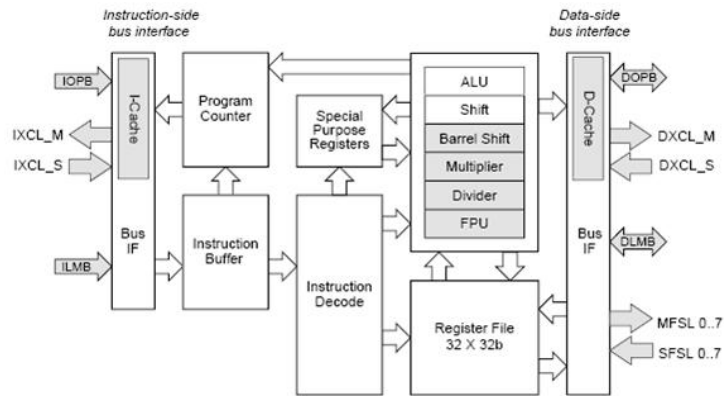 Instruction-side
bus interface
Data-side
bus interface
IOPB
IXCL_M
IXCL_S
ILMB
I-Cache
Bus
IF
Program
Counter
Instruction
Buffer
Special
Purpose
Registers
Instruction
Decode
ALU
Shift
Barrel Shift
Multiplier
Divider
FPU
Register File
32 X 32b
D-Cache
Bus
IF
DOPB
DXCL_M
DXCL_S
DLMB
MFSL 0..7
SFSL 0..7